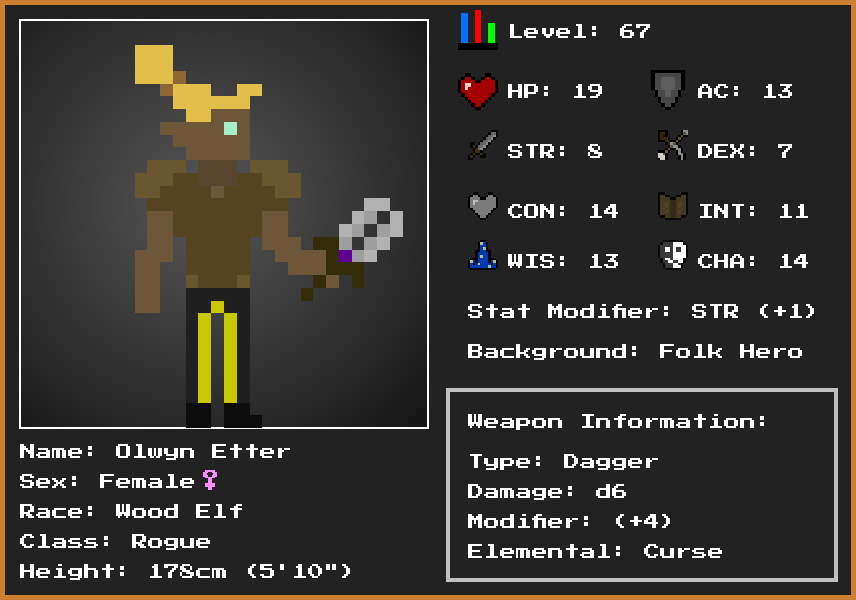 Level: 67
HP: 19 AC: 13
STR: 8 DEX: 7
CON: 14 INT: 11
WIS: 13 CHA: 14
Stat Modifier: STR (+1)
Background: Folk Hero
Weapon Information:
Type: Dagger
Damage: d6
Modifier: (+4)
Elemental: Curse
Name: Olwyn Etter
Sex: Female♀
Race: Wood Elf
Class: Rogue
Height: 178cm (5'10")